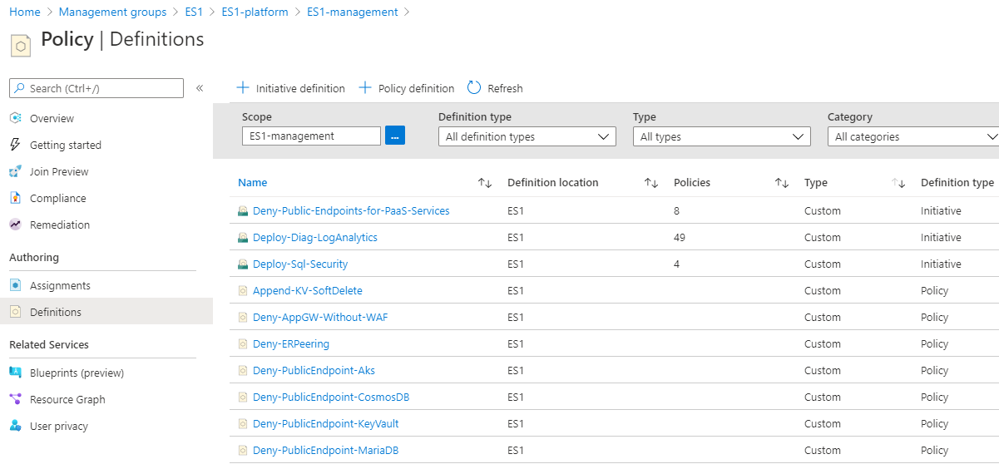 Home > Management groups > ES1 > ES1-platform > ES1-management >
Policy | Definitions
Search (Ctrl+/) «
Overview
Getting started
Join Preview
Compliance
Remediation
Authoring
Assignments
Definitions
Related Services
Blueprints (preview)
Resource Graph
User privacy
+ Initiative definition + Policy definition Refresh
Scope Definition type Type Category
ES1-management ... All definition types All types All categories
Name ↑↓ Definition location ↑↓ Policies ↑↓ Type ↑↓ Definition type
Deny-Public-Endpoints-for-PaaS-Services ES1 8 Custom Initiative
Deploy-Diag-LogAnalytics ES1 49 Custom Initiative
Deploy-Sql-Security ES1 4 Custom Initiative
Append-KV-SoftDelete ES1 Custom Policy
Deny-AppGW-Without-WAF ES1 Custom Policy
Deny-ERPeering ES1 Custom Policy
Deny-PublicEndpoint-Aks ES1 Custom Policy
Deny-PublicEndpoint-CosmosDB ES1 Custom Policy
Deny-PublicEndpoint-KeyVault ES1 Custom Policy
Deny-PublicEndpoint-MariaDB ES1 Custom Policy